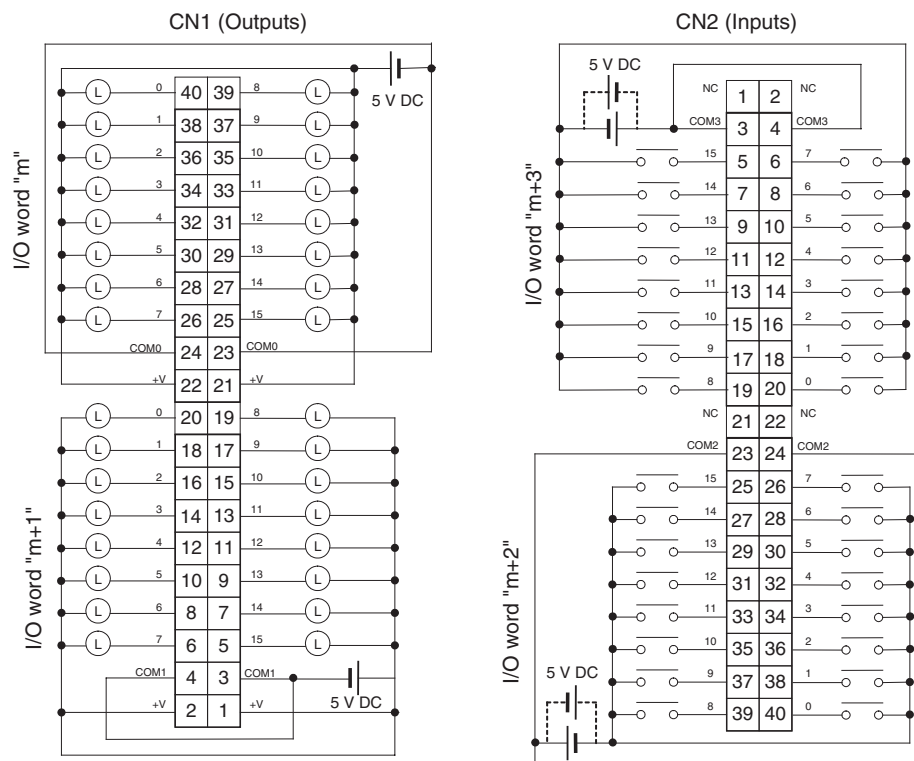 CN1 (Outputs)
5 V DC
I/O word "m"
L 0 40 39 8 L
L 1 38 37 9 L
L 2 36 35 10 L
L 3 34 33 11 L
L 4 32 31 12 L
L 5 30 29 13 L
L 6 28 27 14 L
L 7 26 25 15 L
COM0 24 23 COM0
+V 22 21 +V
I/O word "m+1"
L 0 20 19 8 L
L 1 18 17 9 L
L 2 16 15 10 L
L 3 14 13 11 L
L 4 12 11 12 L
L 5 10 9 13 L
L 6 8 7 14 L
L 7 6 5 15 L
COM1 4 3 COM1
5 V DC
+V 2 1 +V
CN2 (Inputs)
5 V DC
NC 1 2 NC
COM3 3 4 COM3
I/O word "m+3"
15 5 6 7
14 7 8 6
13 9 10 5
12 11 12 4
11 13 14 3
10 15 16 2
9 17 18 1
8 19 20 0
NC 21 22 NC
COM2 23 24 COM2
I/O word "m+2"
15 25 26 7
14 27 28 6
13 29 30 5
12 31 32 4
11 33 34 3
10 35 36 2
9 37 38 1
8 39 40 0
5 V DC